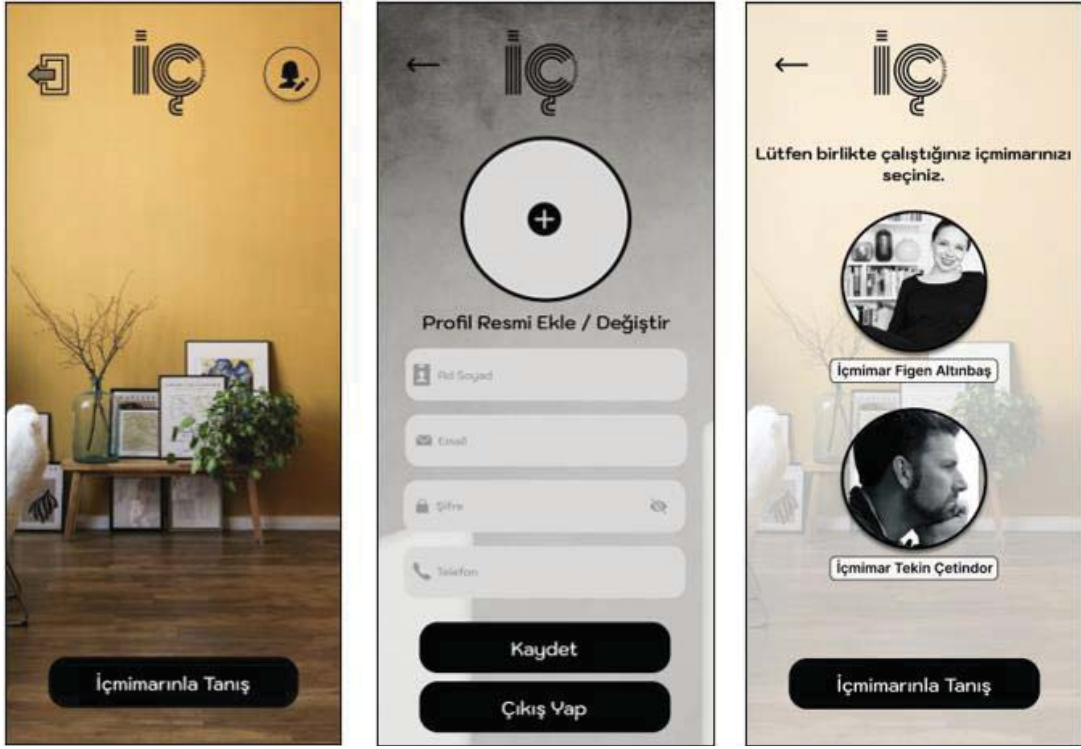 İÇ
İçmimarınla Tanış
İÇ
Profil Resmi Ekle / Değiştir
Ad Soyad
Email
Şifre
Telefon
Kaydet
Çıkış Yap
İÇ
Lütfen birlikte çalıştığınız içmimarınızı
seçiniz.
İçmimar Figen Altınbaş
İçmimar Tekin Çetindor
İçmimarınla Tanış